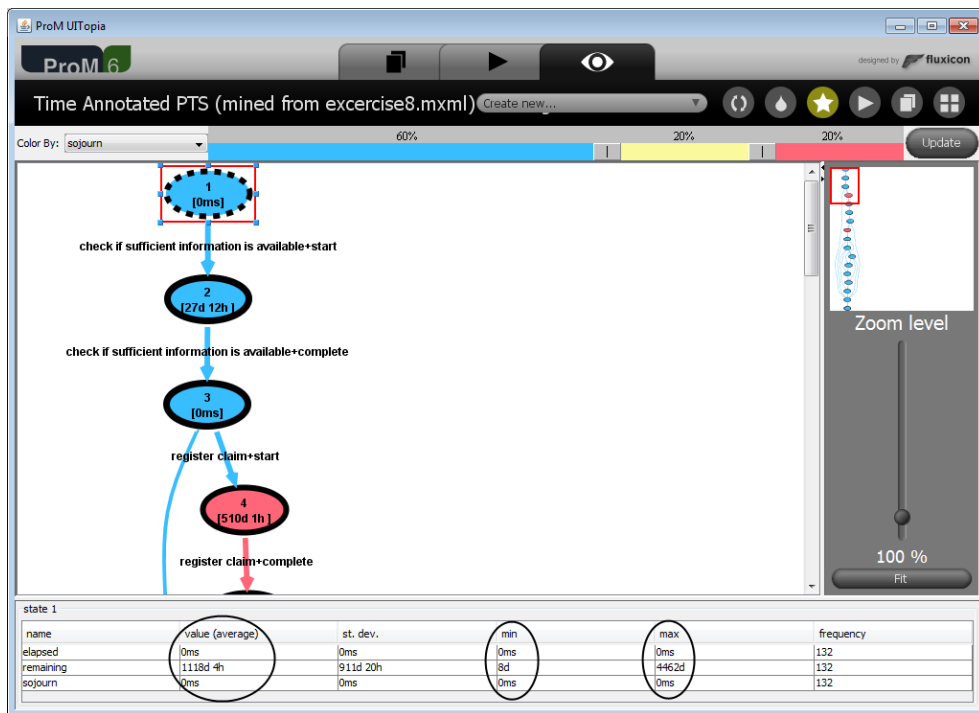 ProM UITopia
ProM 6
designed by fluxicon
Time Annotated PTS (mined from excercise8.mxml)
Create new...
Color By: sojourn
60%
20%
20%
Update
1
[0ms]
check if sufficient information is available+start
2
[27d 12h ]
check if sufficient information is available+complete
3
[0ms]
register claim+start
4
[510d 1h ]
register claim+complete
Zoom level
100 %
Fit
state 1
name value (average) st. dev. min max frequency
elapsed 0ms 0ms 0ms 0ms 132
remaining 1118d 4h 911d 20h 8d 4462d 132
sojourn 0ms 0ms 0ms 0ms 132